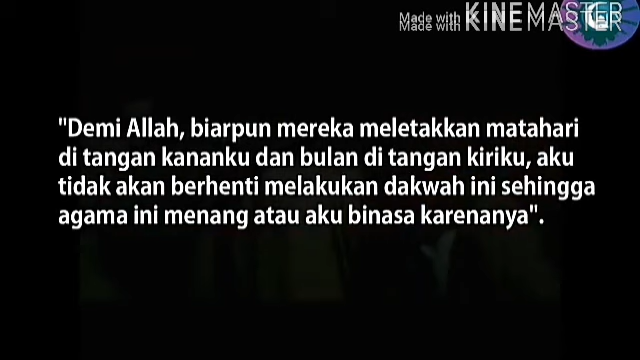 Made with KINEMASTER
Made with KINEMASTER
"Demi Allah, biarpun mereka meletakkan matahari
di tangan kananku dan bulan di tangan kiriku, aku
tidak akan berhenti melakukan dakwah ini sehingga
agama ini menang atau aku binasa karenanya".